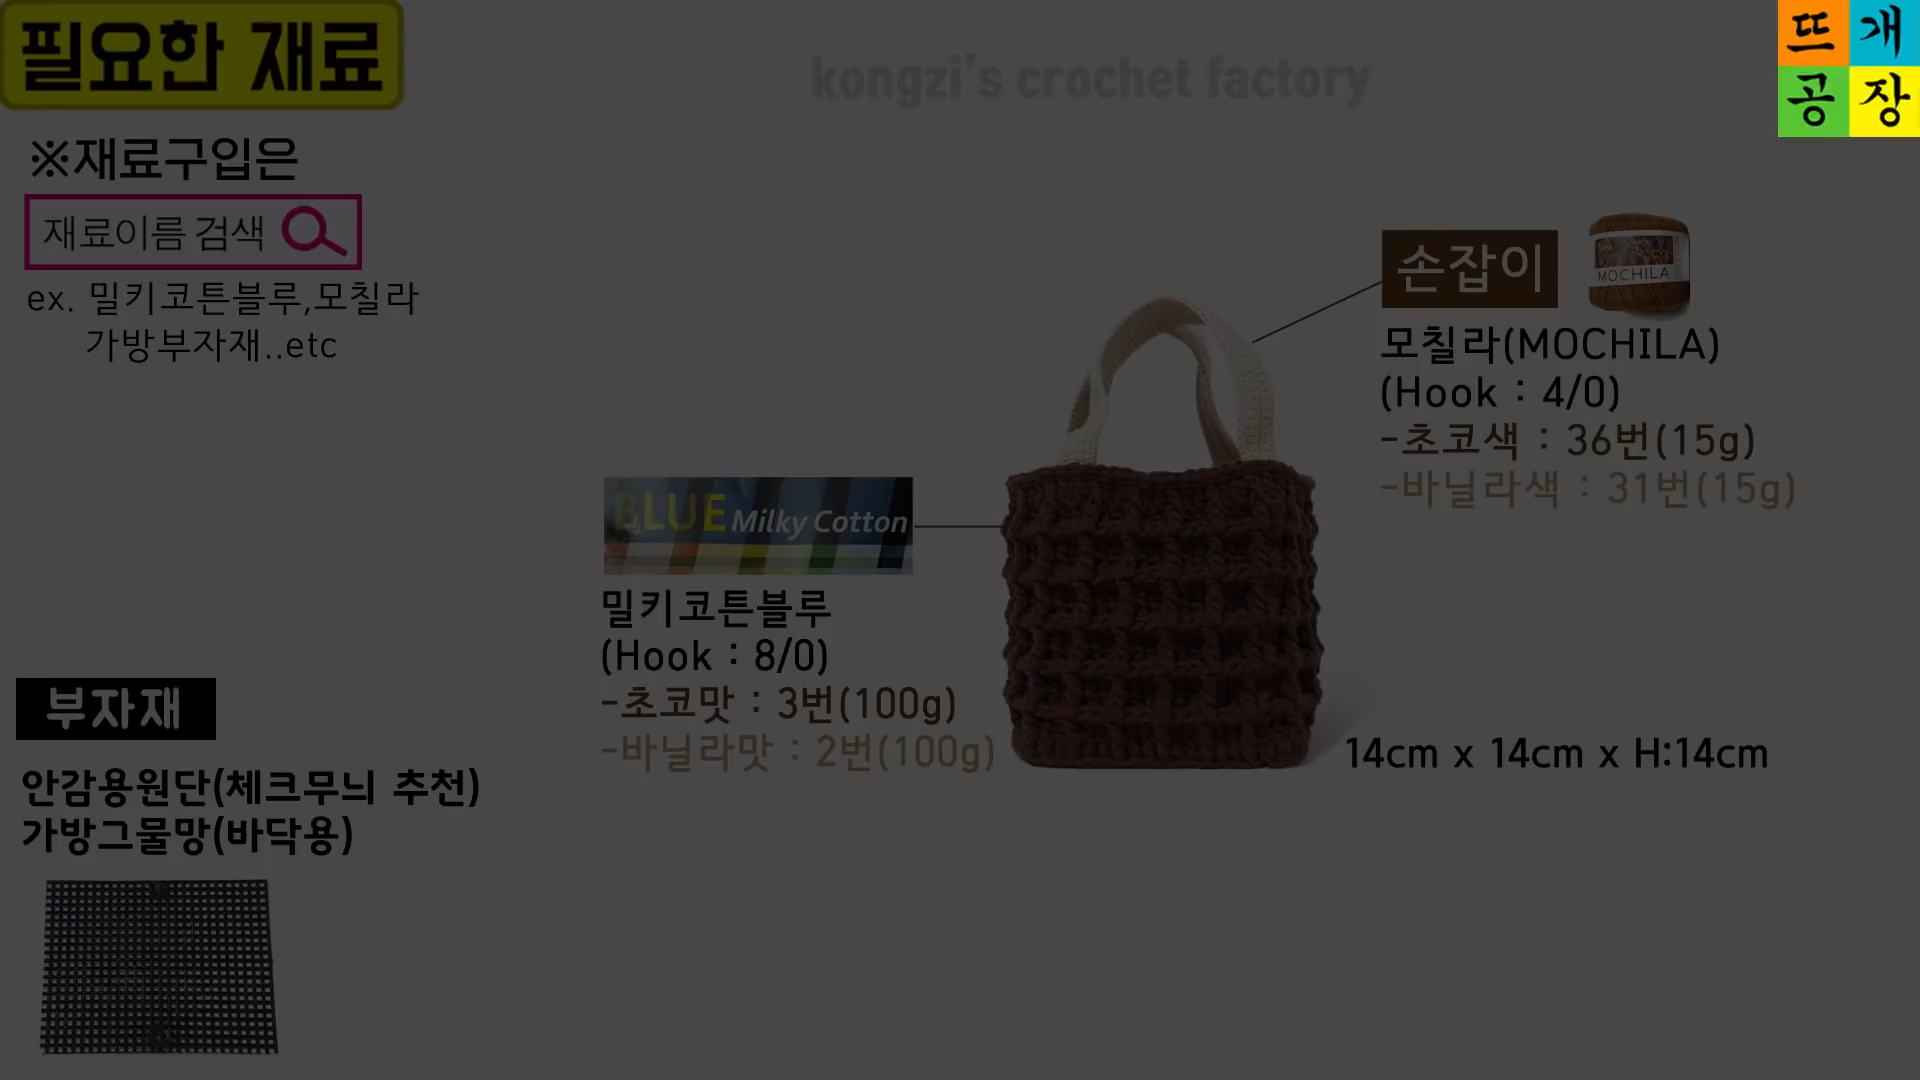 필요한 재료
kongzi's crochet factory
뜨개
공장
※재료구입은
재료이름 검색
ex. 밀키코튼블루,모칠라
가방부자재..etc
손잡이
MOCHILA
모칠라(MOCHILA)
(Hook : 4/0)
-초코색 : 36번(15g)
-바닐라색 : 31번(15g)
BLUE Milky Cotton
밀키코튼블루
(Hook : 8/0)
-초코맛 : 3번(100g)
-바닐라맛 : 2번(100g)
14cm x 14cm x H:14cm
부자재
안감용원단(체크무늬 추천)
가방그물망(바닥용)